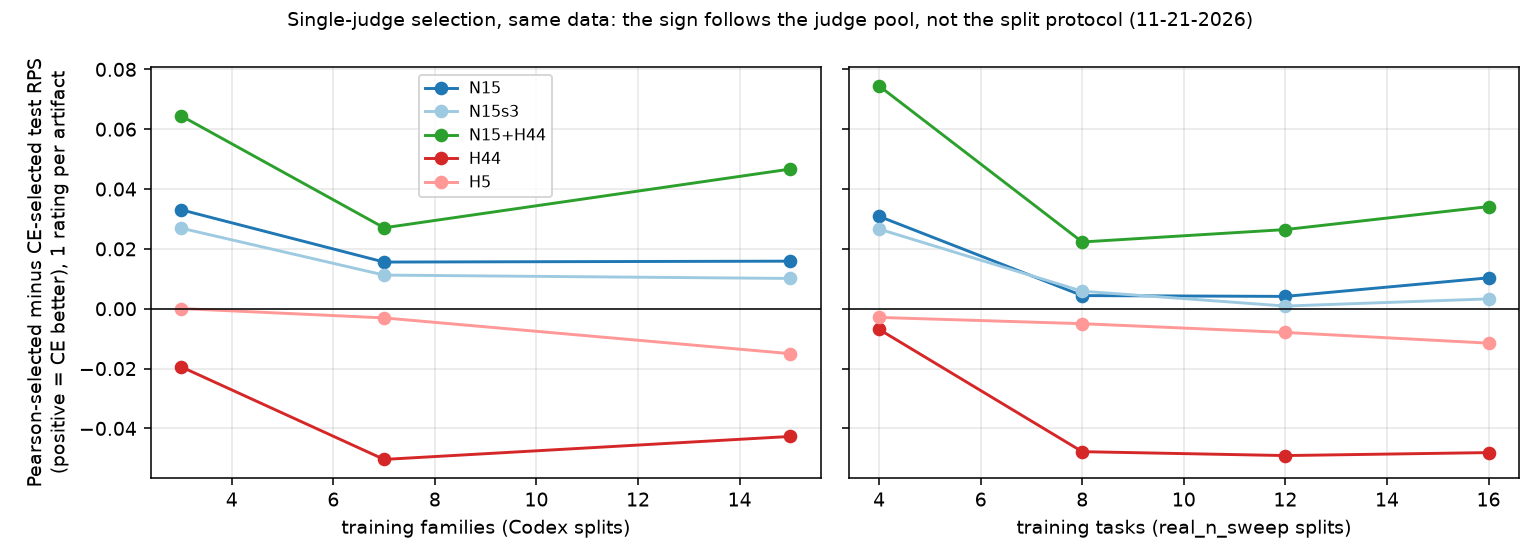 Single-judge selection, same data: the sign follows the judge pool, not the split protocol (11-21-2026)
Pearson-selected minus CE-selected test RPS
(positive = CE better), 1 rating per artifact
0.08
0.06
0.04
0.02
0.00
−0.02
−0.04
N15
N15s3
N15+H44
H44
H5
4 6 8 10 12 14
training families (Codex splits)
4 6 8 10 12 14 16
training tasks (real_n_sweep splits)